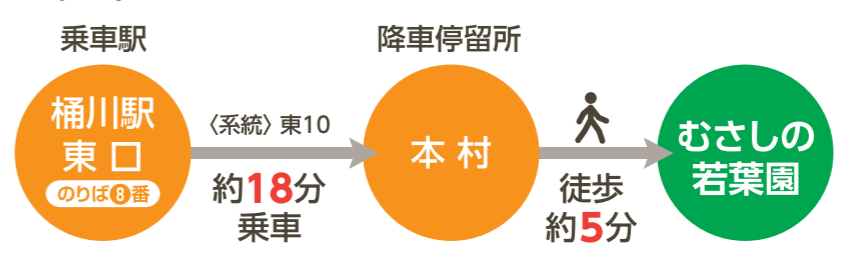 乗車駅
桶川駅
東口
のりば8番
〈系統〉東10
約18分
乗車
降車停留所
本村
徒歩
約5分
むさしの
若葉園